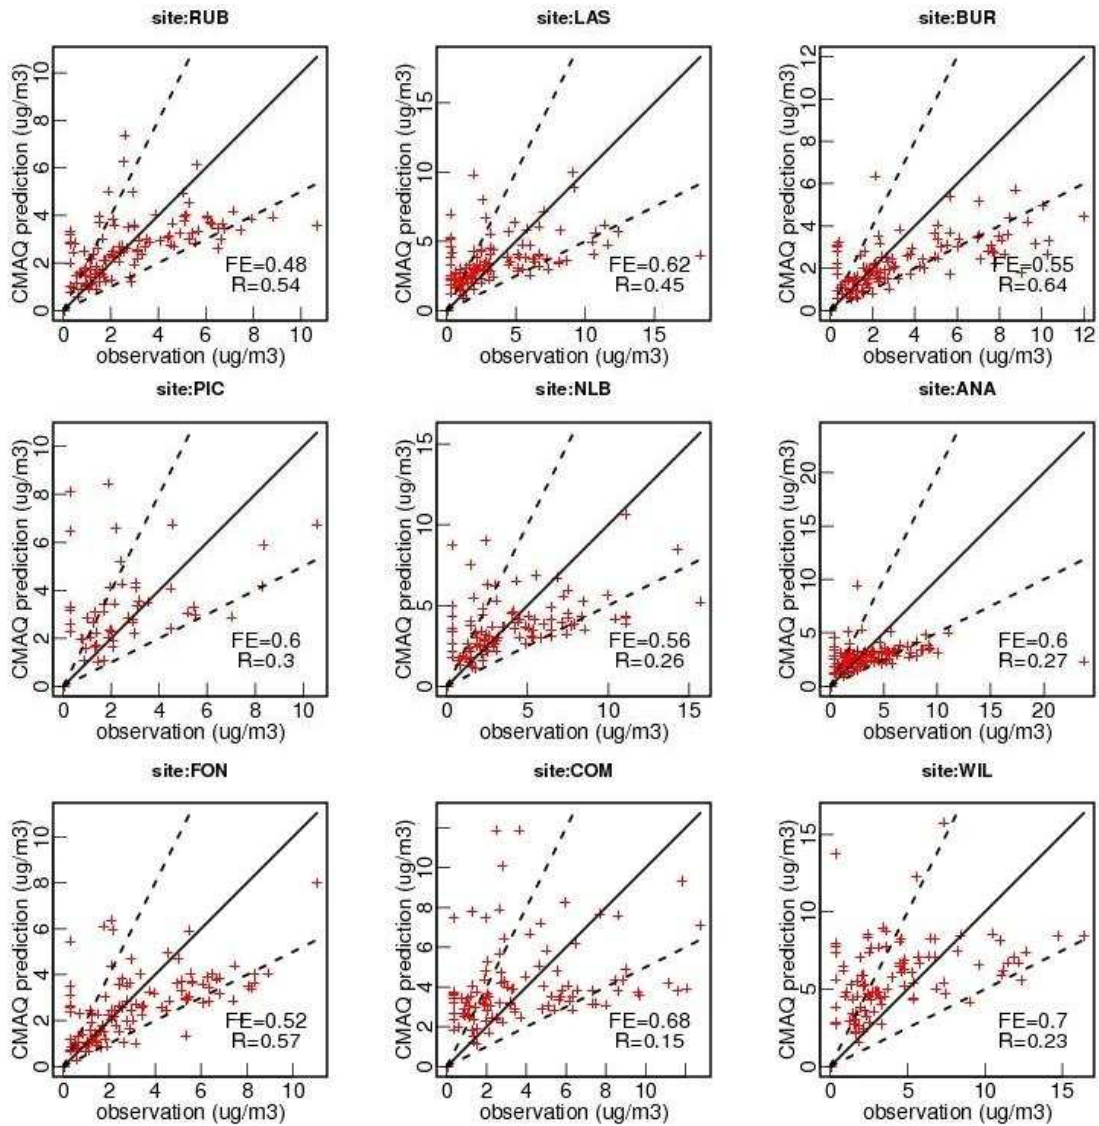 site:RUB
CMAQ prediction (ug/m3)
0 2 4 6 8 10
FE=0.48
R=0.54
0 2 4 6 8 10
observation (ug/m3)
site:LAS
CMAQ prediction (ug/m3)
0 5 10 15
FE=0.62
R=0.45
0 5 10 15
observation (ug/m3)
site:BUR
CMAQ prediction (ug/m3)
0 2 4 6 8 10 12
FE=0.55
R=0.64
0 2 4 6 8 10 12
observation (ug/m3)
site:PIC
CMAQ prediction (ug/m3)
0 2 4 6 8 10
FE=0.6
R=0.3
0 2 4 6 8 10
observation (ug/m3)
site:NLB
CMAQ prediction (ug/m3)
0 5 10 15
FE=0.56
R=0.26
0 5 10 15
observation (ug/m3)
site:ANA
CMAQ prediction (ug/m3)
0 5 10 15 20
FE=0.6
R=0.27
0 5 10 15 20
observation (ug/m3)
site:FON
CMAQ prediction (ug/m3)
0 2 4 6 8 10
FE=0.52
R=0.57
0 2 4 6 8 10
observation (ug/m3)
site:COM
CMAQ prediction (ug/m3)
0 2 4 6 8 10
FE=0.68
R=0.15
0 2 4 6 8 10
observation (ug/m3)
site:WIL
CMAQ prediction (ug/m3)
0 5 10 15
FE=0.7
R=0.23
0 5 10 15
observation (ug/m3)